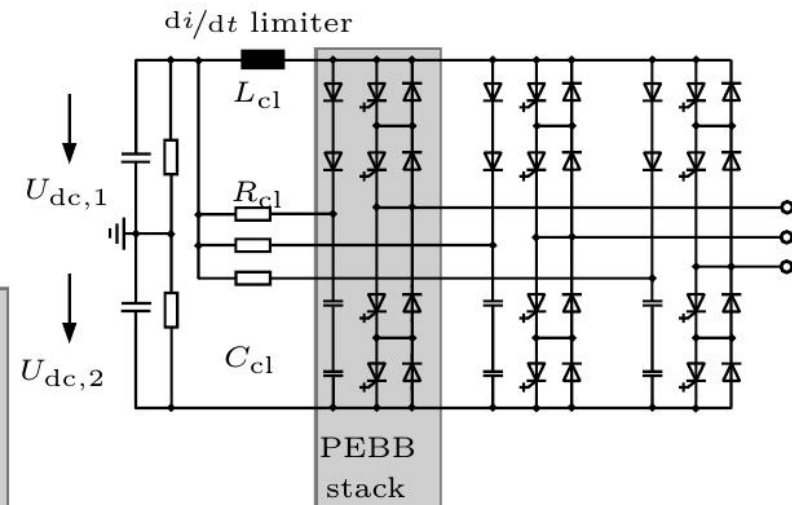 di/dt limiter
L_cl
U_dc,1
R_cl
C_cl
U_dc,2
PEBB
stack